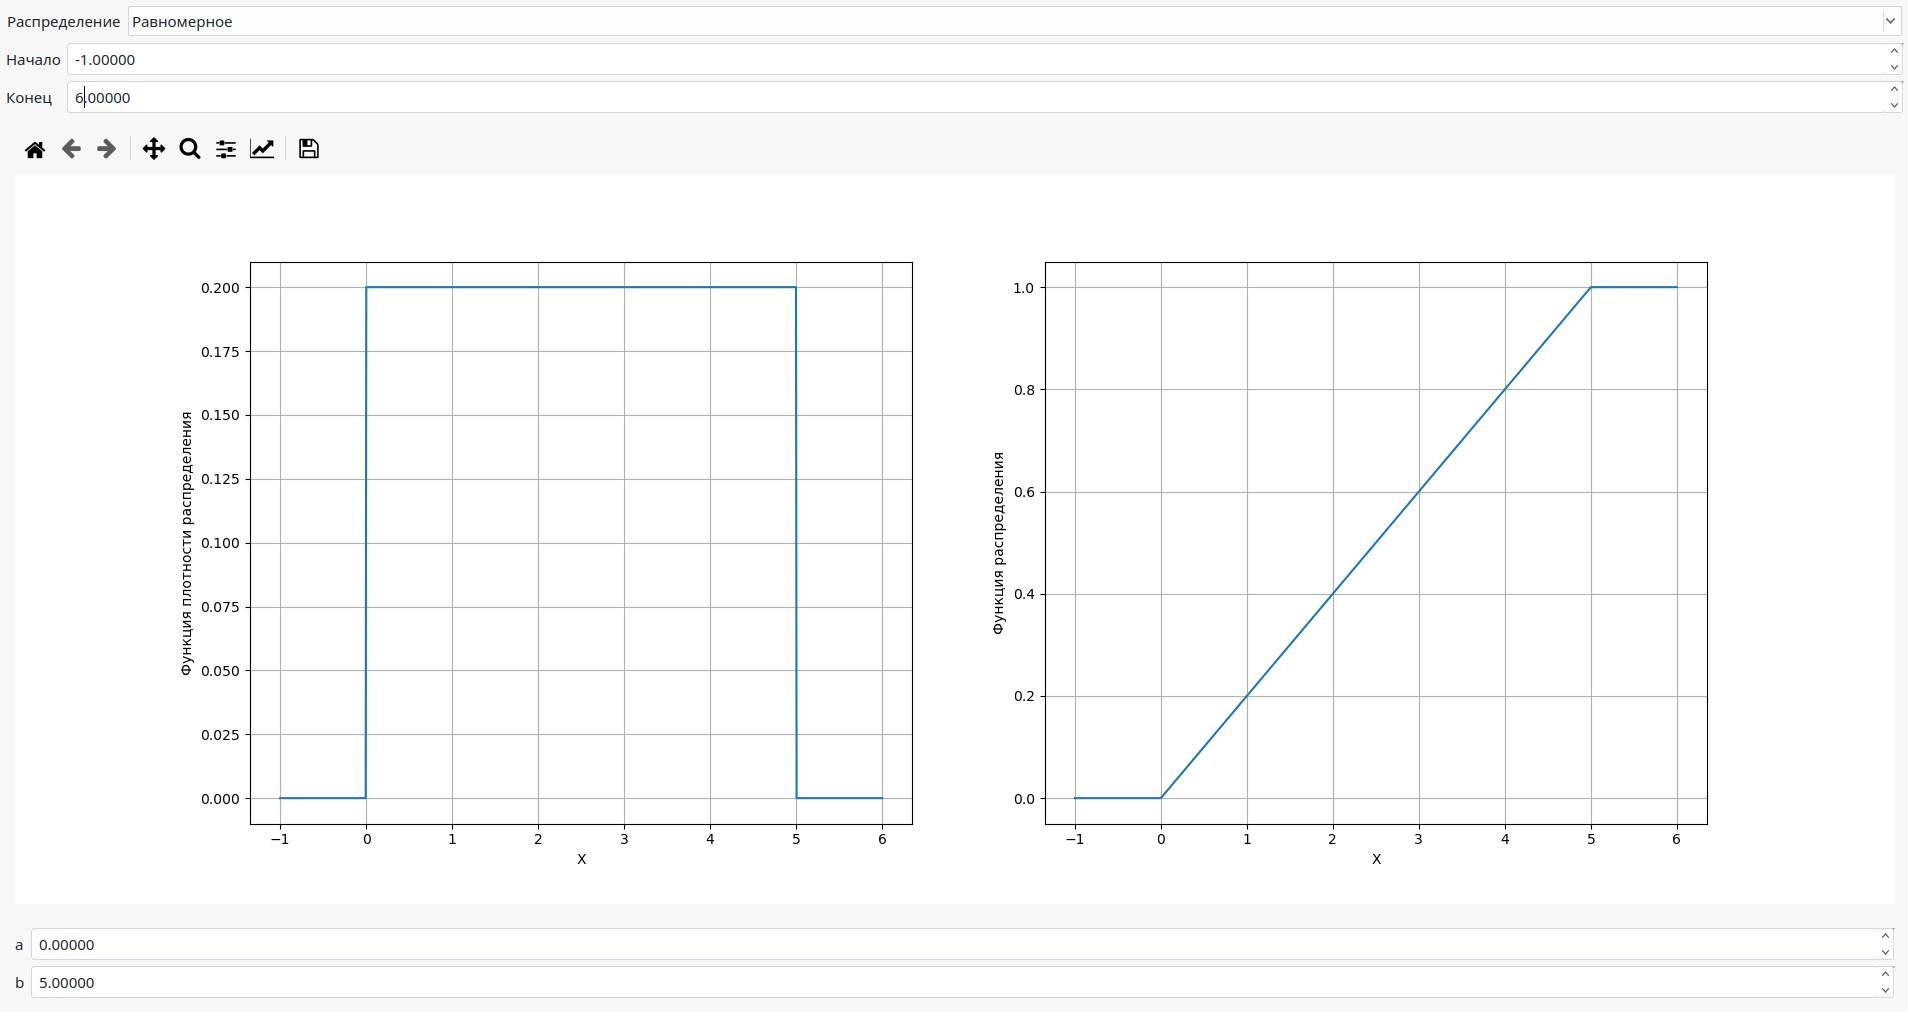 Распределение Равномерное
Начало -1.00000
Конец 6.00000
Функция плотности распределения
0.200
0.175
0.150
0.125
0.100
0.075
0.050
0.025
0.000
−1 0 1 2 3 4 5 6
X
Функция распределения
1.0
0.8
0.6
0.4
0.2
0.0
−1 0 1 2 3 4 5 6
X
a 0.00000
b 5.00000